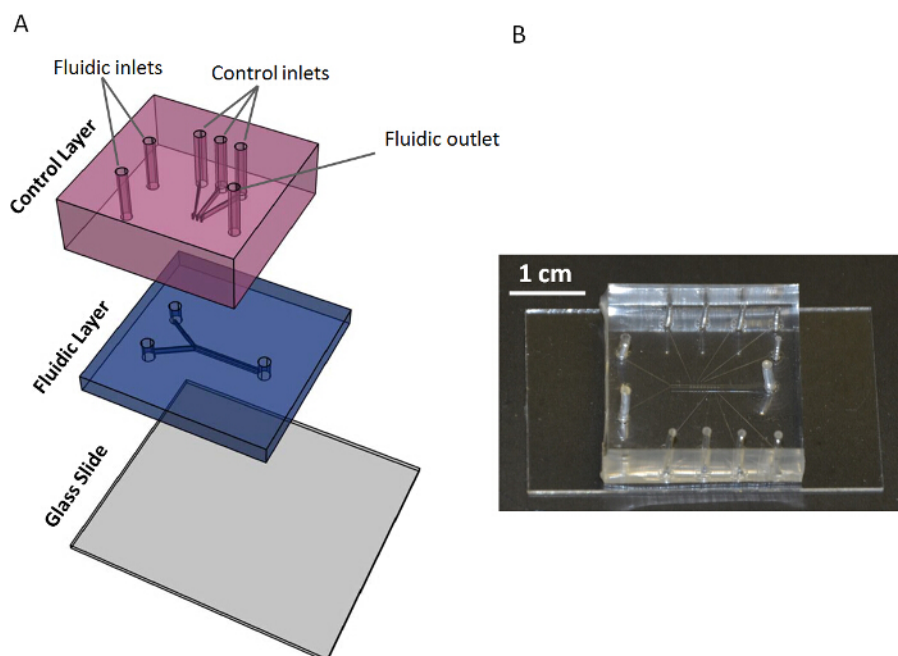 A
B
Fluidic inlets
Control inlets
Fluidic outlet
Control Layer
Fluidic Layer
Glass Slide
1 cm